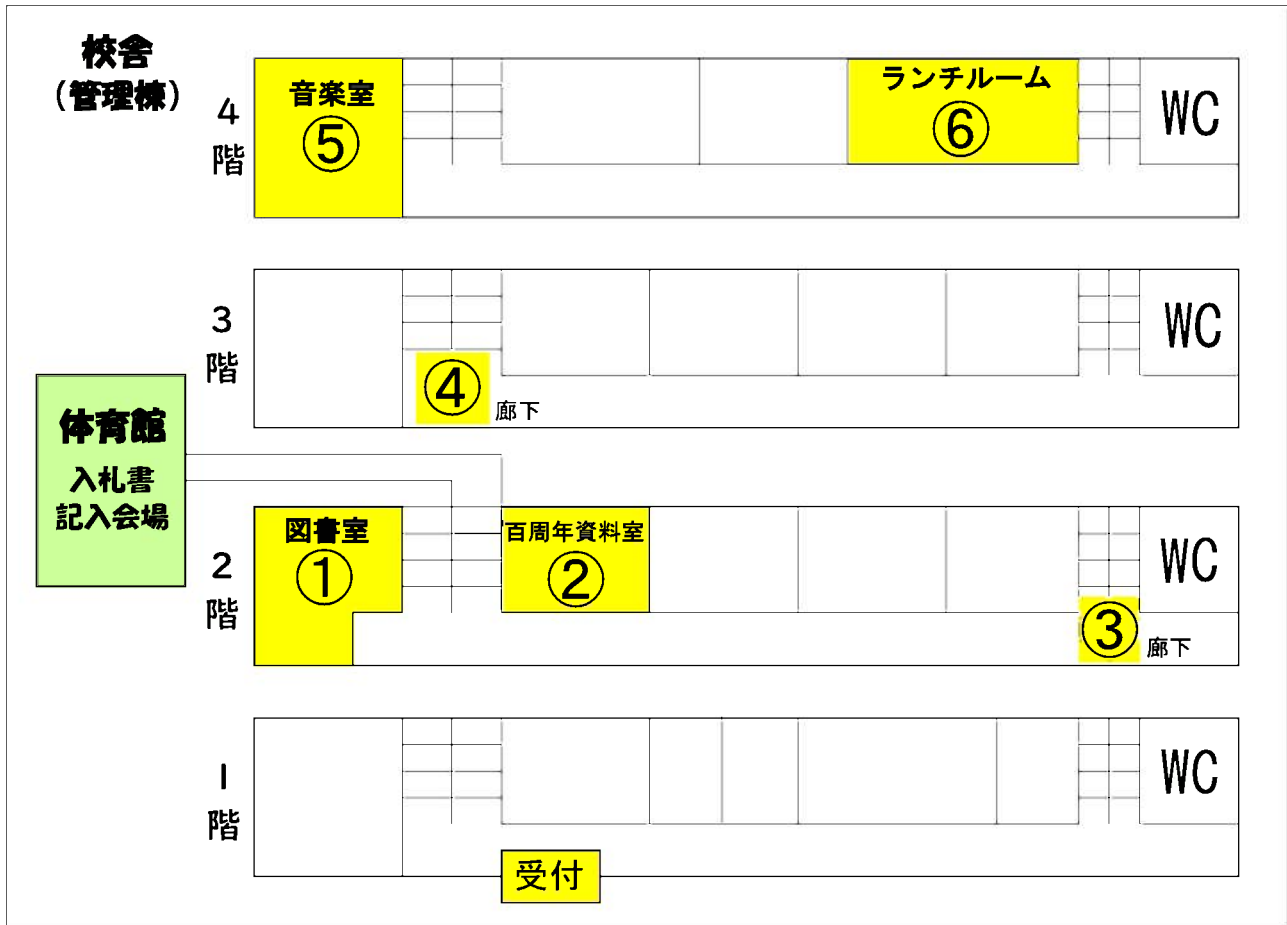 校舎
(管理棟)
4
階
音楽室
⑤
ランチルーム
⑥
WC
3
階
④
廊下
WC
体育館
入札書
記入会場
2
階
図書室
①
百周年資料室
②
③
廊下
WC
1
階
WC
受付